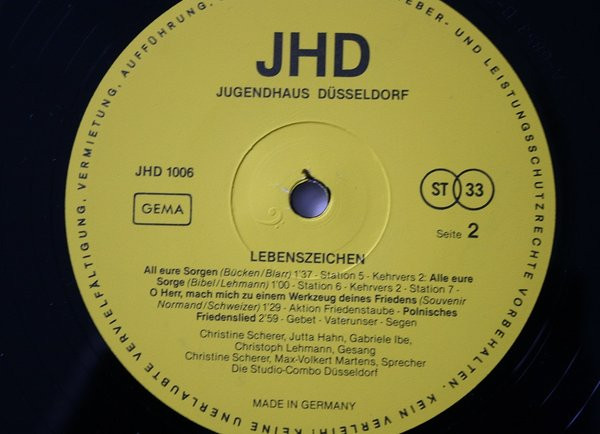 JHD
JUGENDHAUS DÜSSELDORF
JHD 1006
GEMA
ST 33
Seite 2
LEBENSZEICHEN
All eure Sorgen (Bücken/Blarr) 1'37 - Station 5 - Kehrvers 2: Alle eure
Sorge (Bibel/Lehmann) 1'00 - Station 6 - Kehrvers 2 - Station 7 -
O Herr, mach mich zu einem Werkzeug deines Friedens (Souvenir
Normand/Schweizer) 1'29 - Aktion Friedenstaube - Polnisches
Friedenslied 2'59 - Gebet - Vaterunser - Segen
Christine Scherer, Jutta Hahn, Gabriele Ibe,
Christoph Lehmann, Gesang
Christine Scherer, Max-Volkert Martens, Sprecher
Die Studio-Combo Düsseldorf
MADE IN GERMANY
UND LEISTUNGSSCHUTZRECHTE VORBEHALTEN. KEIN VERLEIH! KEINE UNERLAUBTE VERVIELFÄLTIGUNG, VERMIETUNG, AUFFÜHRUNG,